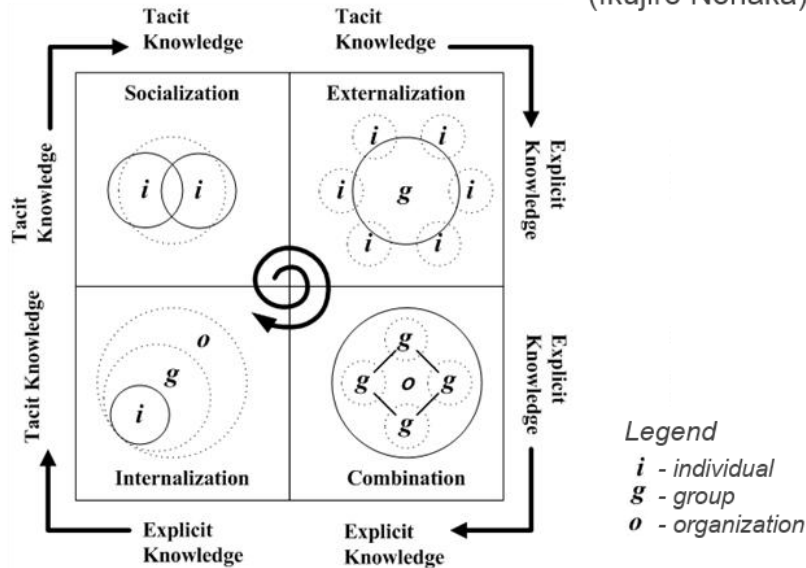 (Ikujiro Nonaka)
Tacit
Knowledge
Tacit
Knowledge
Socialization
Externalization
Tacit
Knowledge
i
i
i
i
i
g
i
i
i
Explicit
Knowledge
Tacit Knowledge
o
g
i
g
g
o
g
g
Explicit
Knowledge
Internalization
Combination
Explicit
Knowledge
Explicit
Knowledge
Legend
i - individual
g - group
o - organization